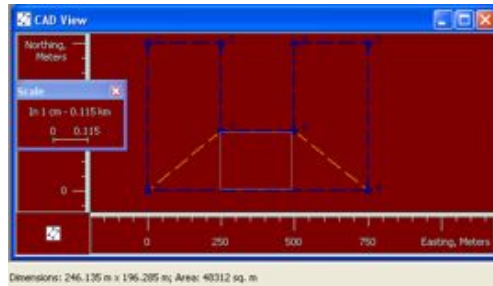 CAD View
Northing,
Meters
Scale
In 1 cm - 0.115 km
0 0.115
0
0 250 500 750 Easting, Meters
Dimensions: 246.135 m x 196.285 m; Area: 48312 sq. m